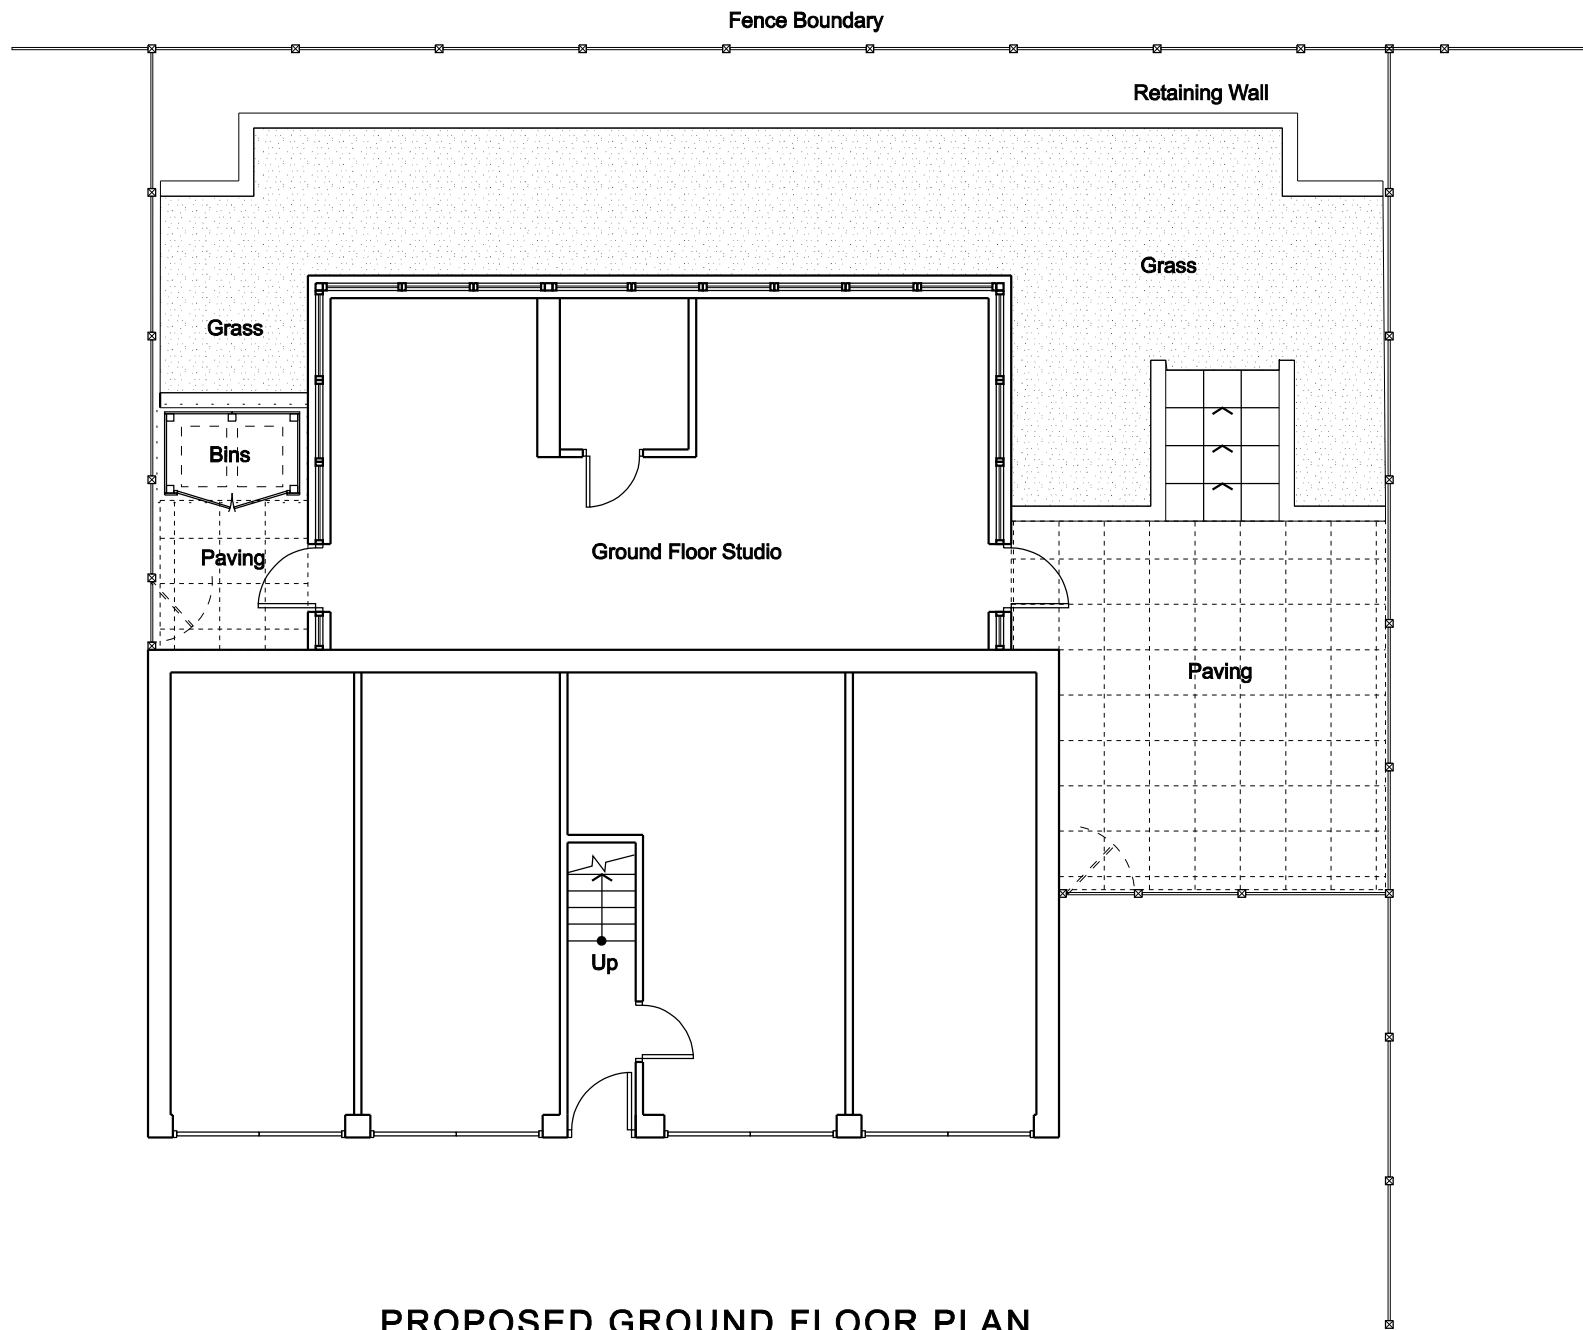 Fence Boundary
Retaining Wall
Grass
Grass
Bins
Ground Floor Studio
Paving
Paving
Up
PROPOSED GROUND FLOOR PLAN